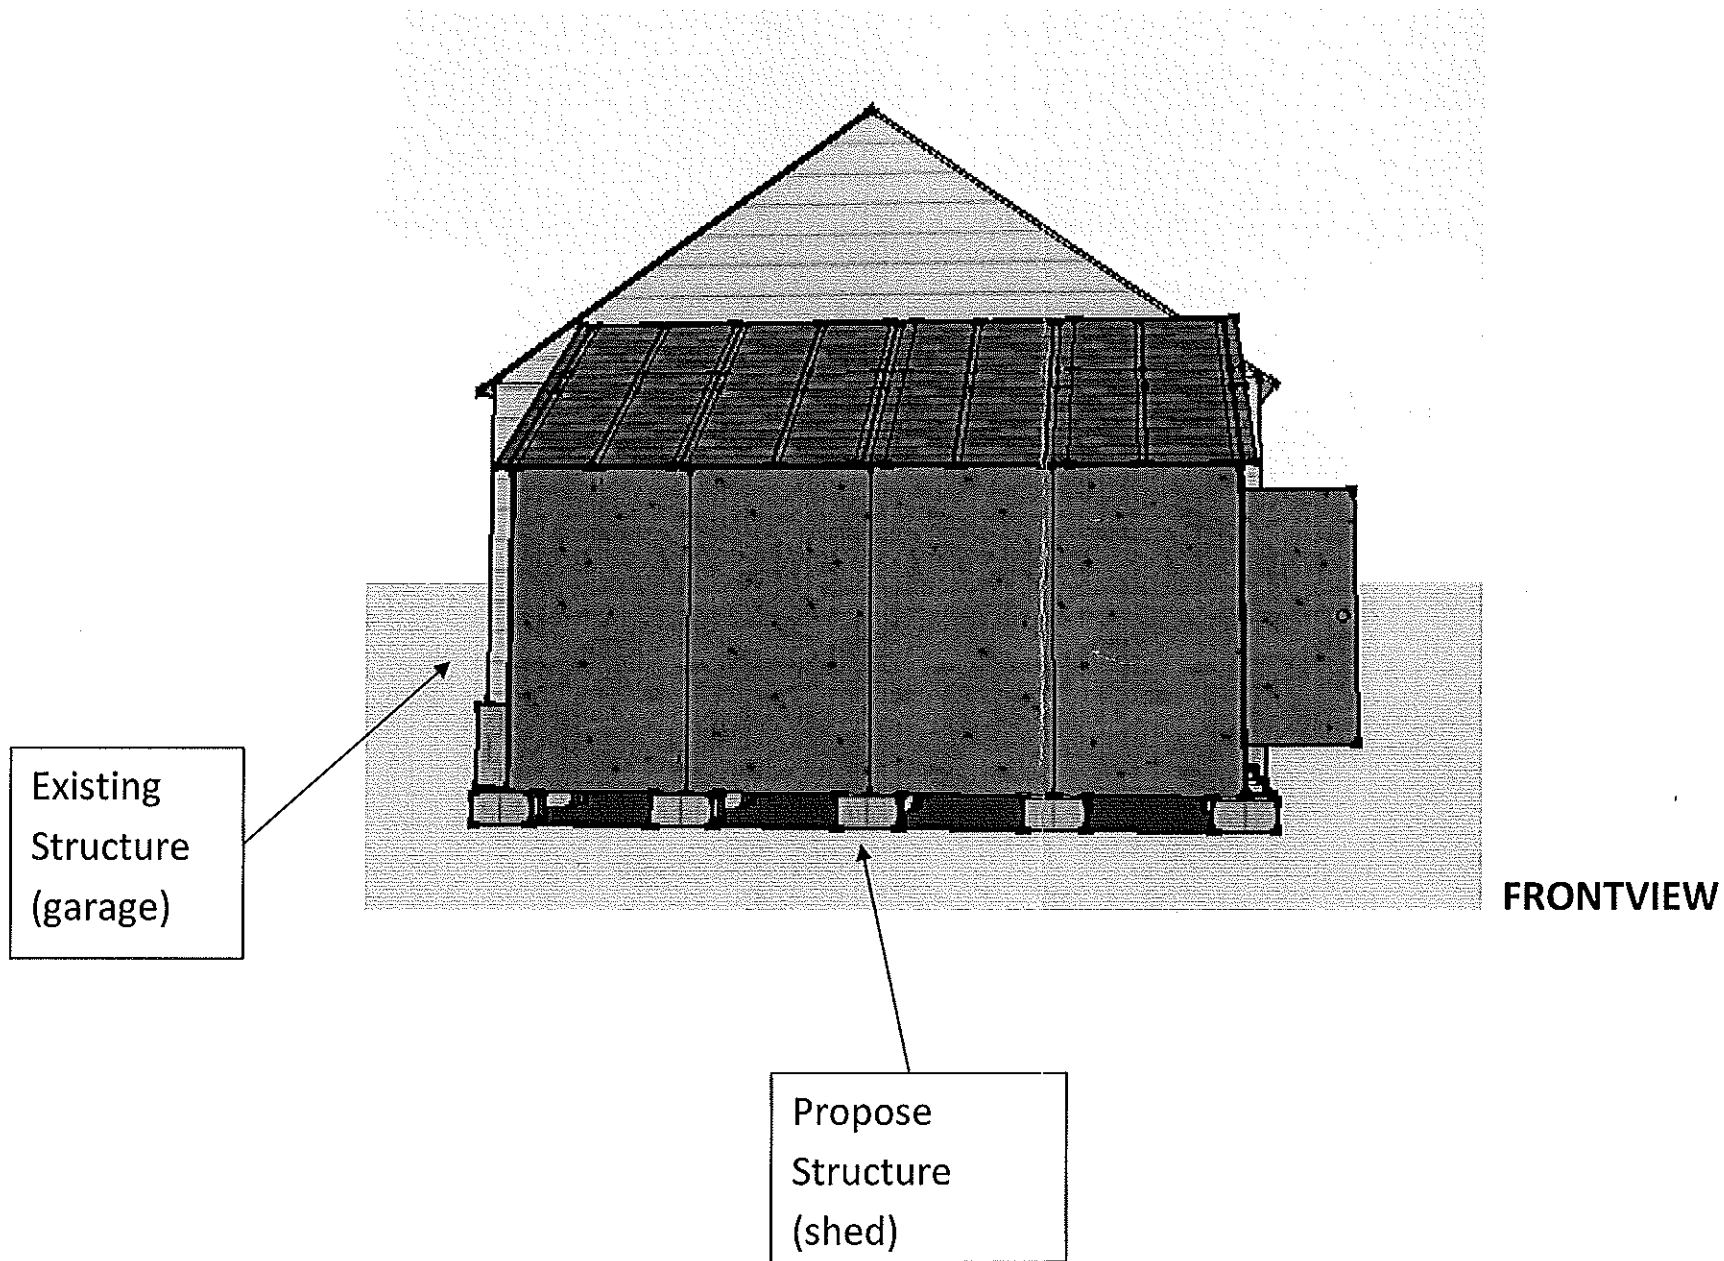 Existing
Structure
(garage)
FRONTVIEW
Propose
Structure
(shed)